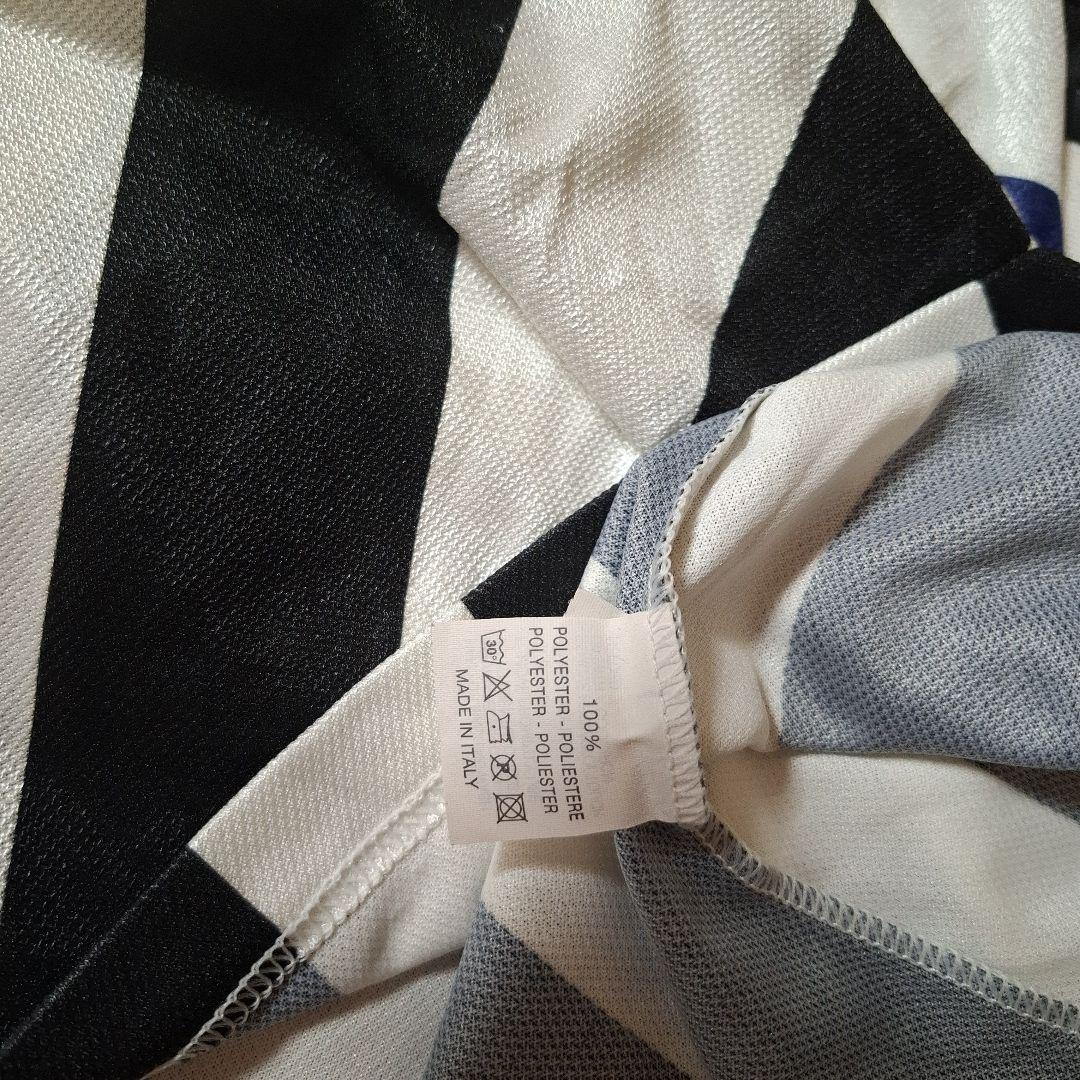 100%
POLYESTER - POLIESTERE
POLYESTER - POLIESTER
30°
MADE IN ITALY